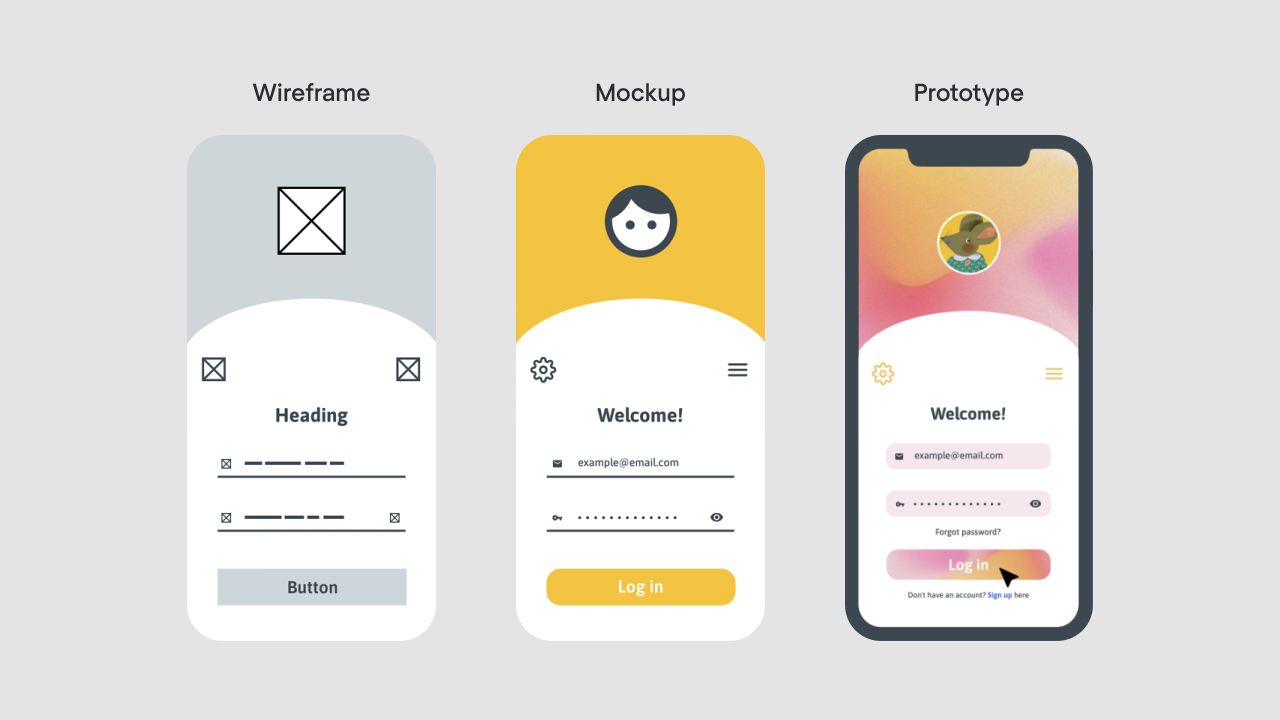 Wireframe
Mockup
Prototype
Heading
Button
Welcome!
example@email.com
Log in
Welcome!
example@email.com
Forgot password?
Log in
Don't have an account? Sign up here